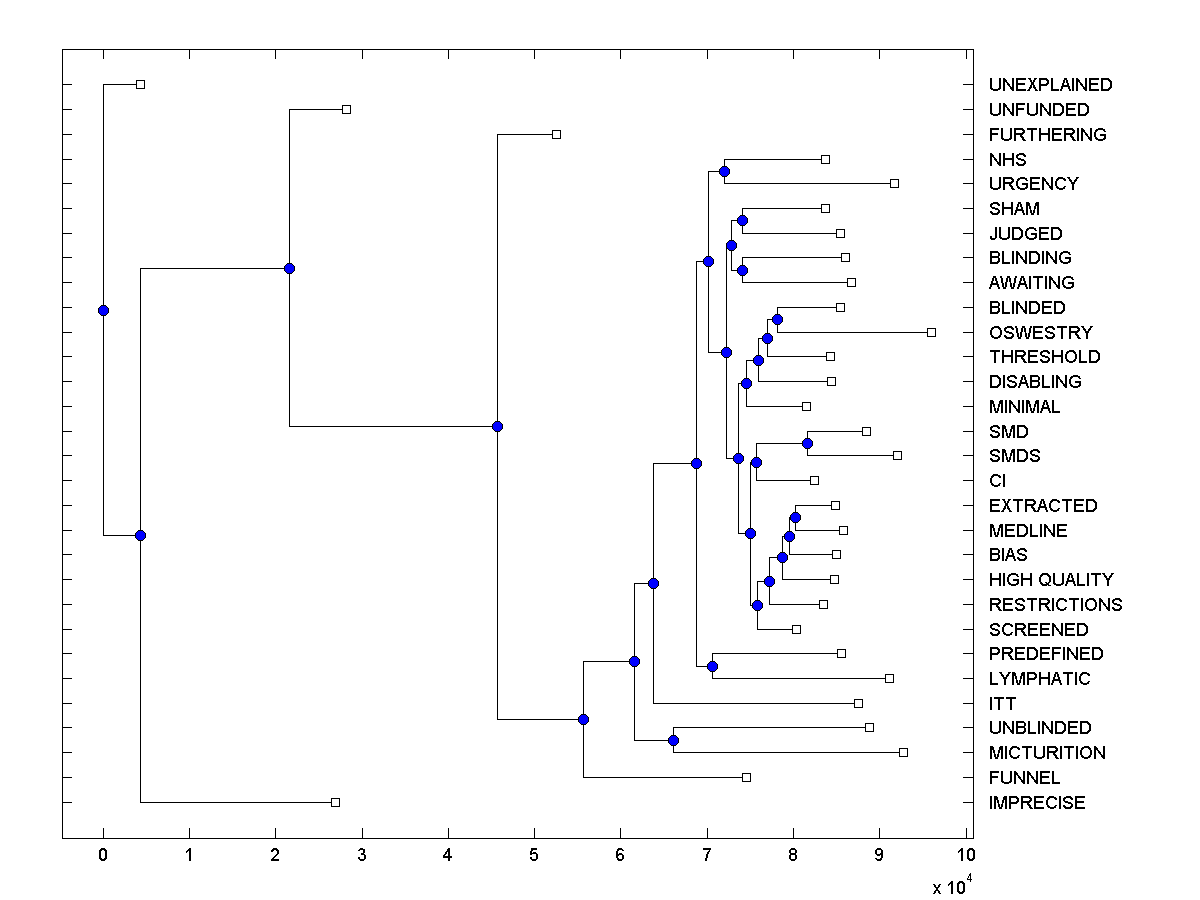 UNEXPLAINED
UNFUNDED
FURTHERING
NHS
URGENCY
SHAM
JUDGED
BLINDING
AWAITING
BLINDED
OSWESTRY
THRESHOLD
DISABLING
MINIMAL
SMD
SMDS
CI
EXTRACTED
MEDLINE
BIAS
HIGH QUALITY
RESTRICTIONS
SCREENED
PREDEFINED
LYMPHATIC
ITT
UNBLINDED
MICTURITION
FUNNEL
IMPRECISE
0 1 2 3 4 5 6 7 8 9 10
x 10^4